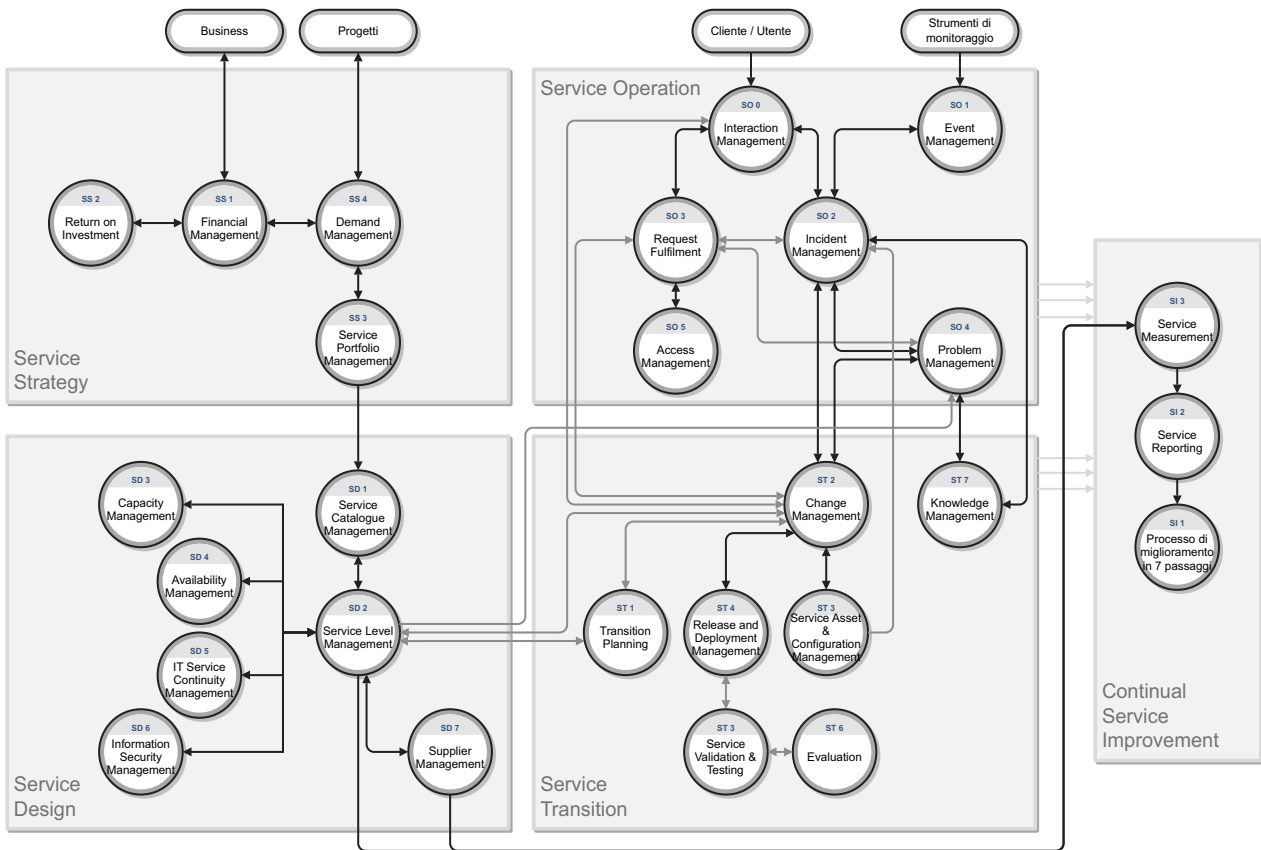 Business
Progetti
Cliente / Utente
Strumenti di
monitoraggio
Service
Strategy
SS 2
Return on
Investment
SS 1
Financial
Management
SS 4
Demand
Management
SS 3
Service
Portfolio
Management
Service Operation
SO 0
Interaction
Management
SO 1
Event
Management
SO 3
Request
Fulfilment
SO 2
Incident
Management
SO 5
Access
Management
SO 4
Problem
Management
Service
Design
SD 3
Capacity
Management
SD 1
Service
Catalogue
Management
SD 4
Availability
Management
SD 2
Service Level
Management
SD 5
IT Service
Continuity
Management
SD 6
Information
Security
Management
SD 7
Supplier
Management
Service
Transition
ST 2
Change
Management
ST 7
Knowledge
Management
ST 1
Transition
Planning
ST 4
Release and
Deployment
Management
ST 3
Service Asset
&
Configuration
Management
ST 3
Service
Validation &
Testing
ST 6
Evaluation
SI 3
Service
Measurement
SI 2
Service
Reporting
SI 1
Processo di
miglioramento
in 7 passaggi
Continual
Service
Improvement